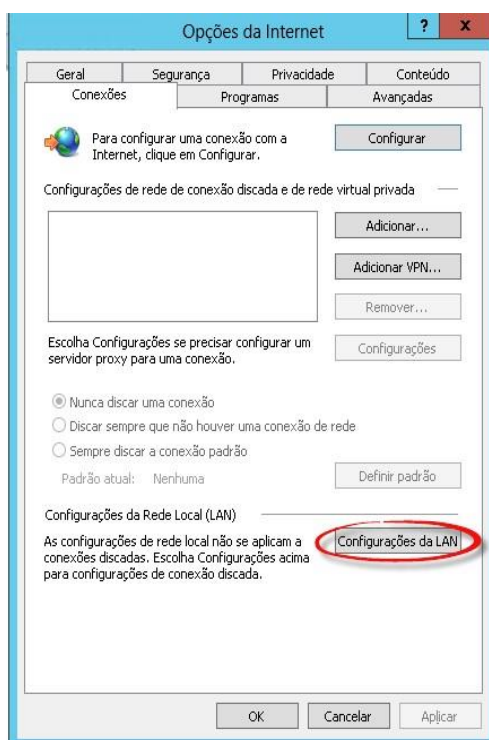 Opções da Internet
? x
Geral Segurança Privacidade Conteúdo
Conexões Programas Avançadas
Para configurar uma conexão com a
Internet, clique em Configurar.
Configurar
Configurações de rede de conexão discada e de rede virtual privada
Adicionar...
Adicionar VPN...
Remover...
Escolha Configurações se precisar configurar um
servidor proxy para uma conexão.
Configurações
Nunca discar uma conexão
Discar sempre que não houver uma conexão de rede
Sempre discar a conexão padrão
Padrão atual: Nenhuma
Definir padrão
Configurações da Rede Local (LAN)
As configurações de rede local não se aplicam a
conexões discadas. Escolha Configurações acima
para configurações de conexão discada.
Configurações da LAN
OK Cancelar Aplicar